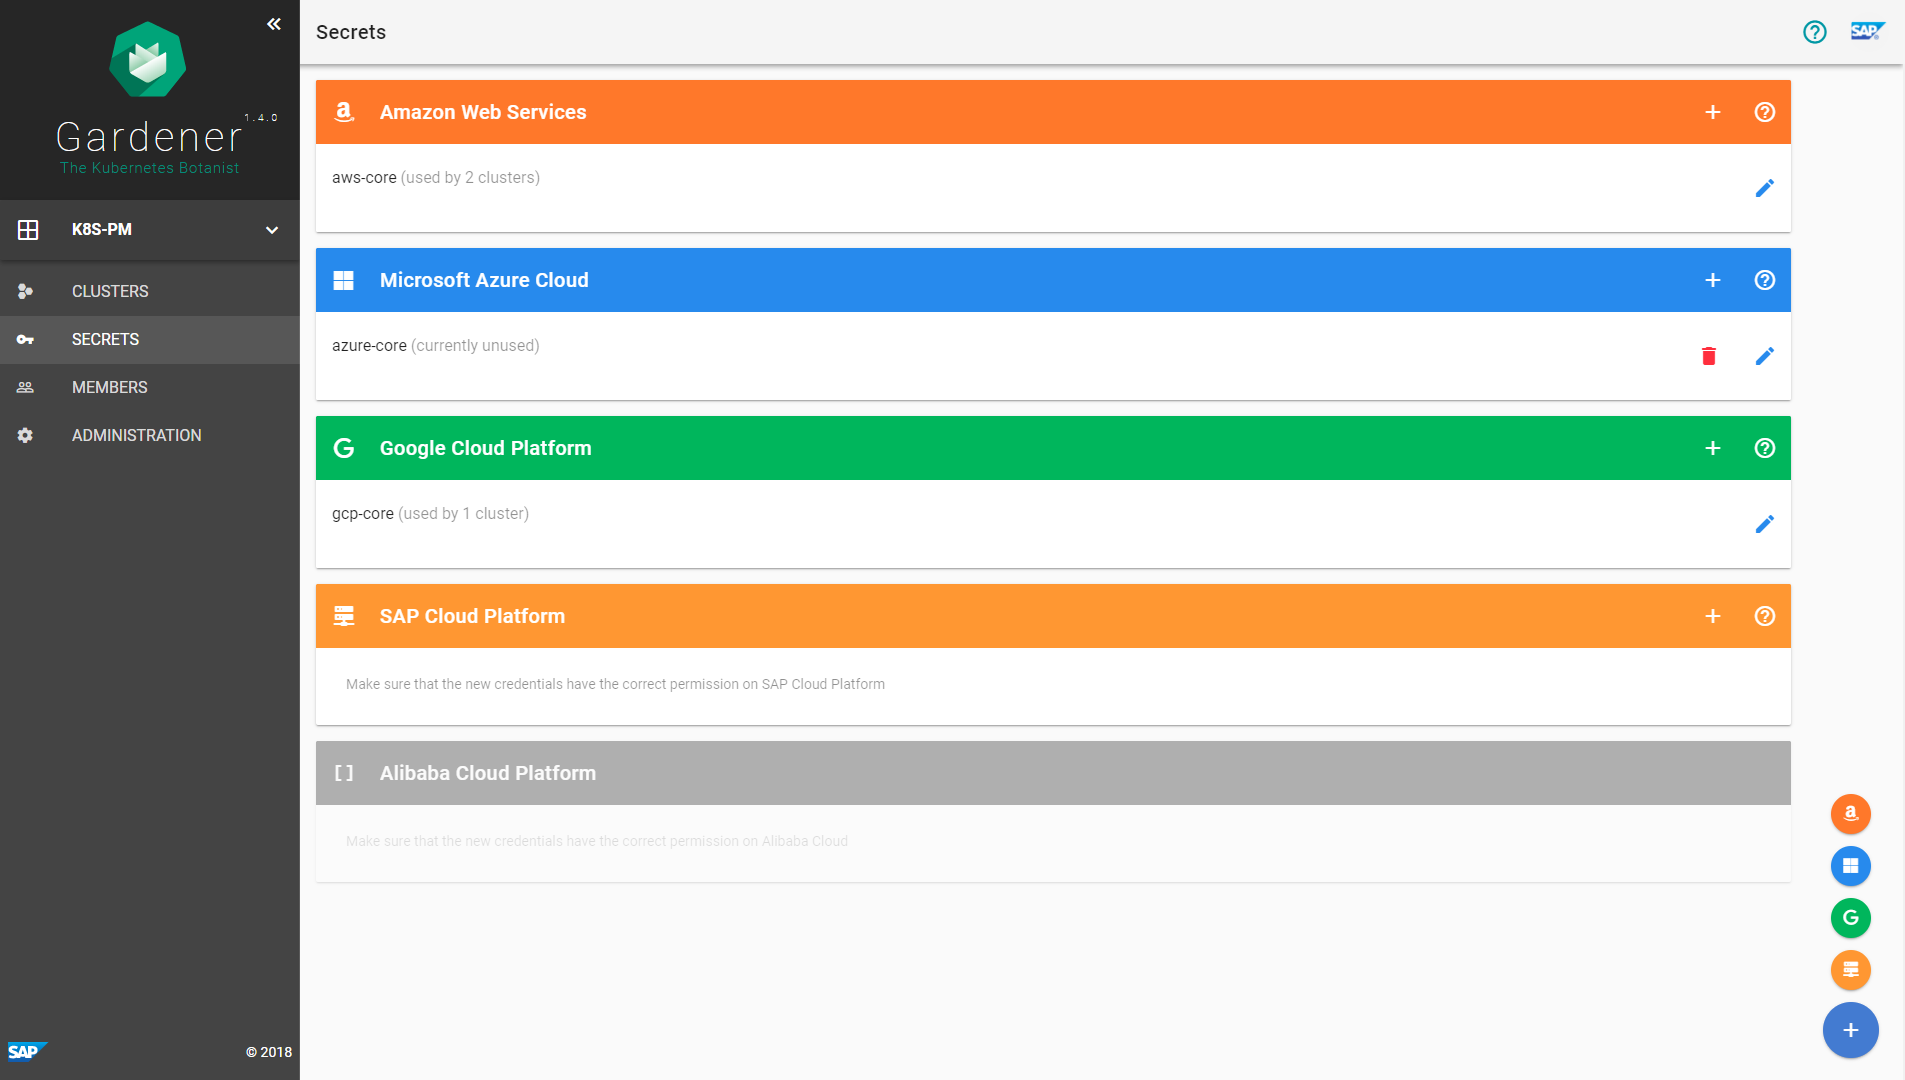 1.4.0
Gardener
The Kubernetes Botanist
K8S-PM
CLUSTERS
SECRETS
MEMBERS
ADMINISTRATION
SAP
© 2018
Secrets
SAP
Amazon Web Services
aws-core (used by 2 clusters)
Microsoft Azure Cloud
azure-core (currently unused)
Google Cloud Platform
gcp-core (used by 1 cluster)
SAP Cloud Platform
Make sure that the new credentials have the correct permission on SAP Cloud Platform
[ ] Alibaba Cloud Platform
Make sure that the new credentials have the correct permission on Alibaba Cloud